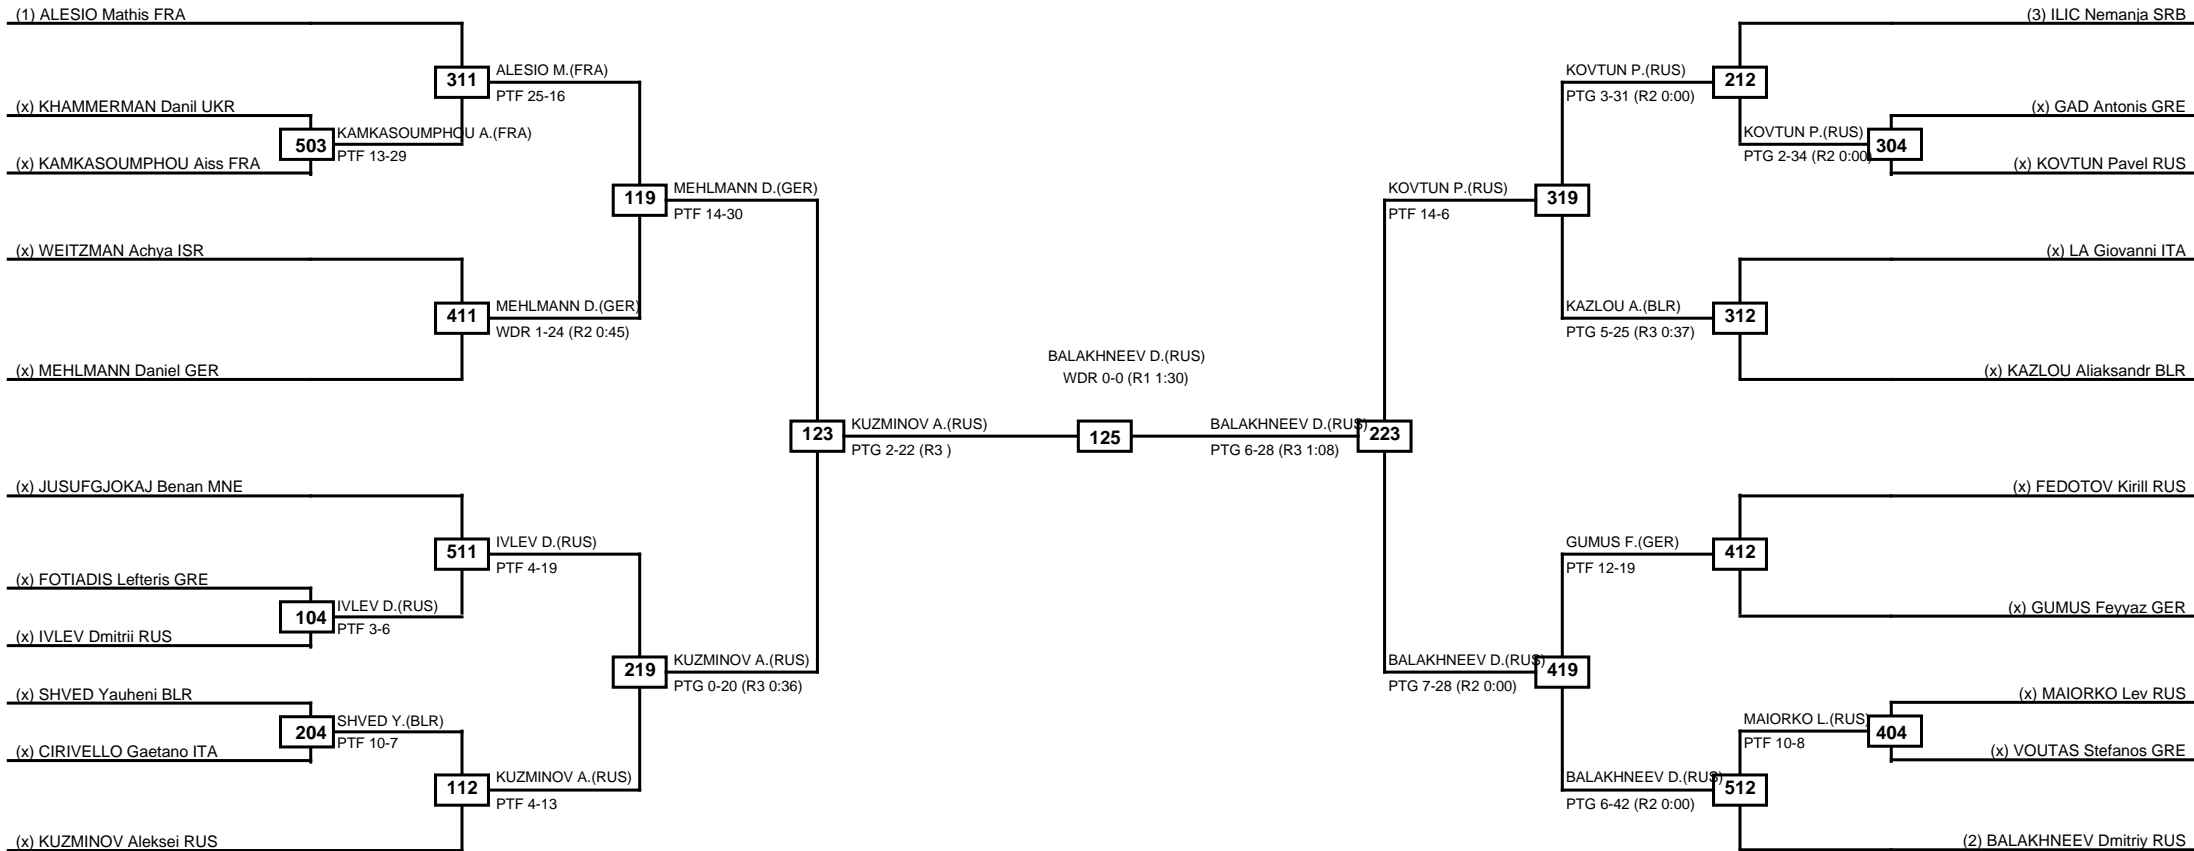 (1) ALESIO Mathis FRA
311
ALESIO M.(FRA)
PTF 25-16
(x) KHAMMERMAN Danil UKR
503
KAMKASOUMPHOU A.(FRA)
PTF 13-29
(x) KAMKASOUMPHOU Aiss FRA
119
MEHLMANN D.(GER)
PTF 14-30
(x) WEITZMAN Achya ISR
411
MEHLMANN D.(GER)
WDR 1-24 (R2 0:45)
(x) MEHLMANN Daniel GER
123
KUZMINOV A.(RUS)
PTG 2-22 (R3 )
(x) JUSUFGJOKAJ Benan MNE
511
IVLEV D.(RUS)
PTF 4-19
(x) FOTIADIS Lefteris GRE
104
IVLEV D.(RUS)
PTF 3-6
(x) IVLEV Dmitrii RUS
219
KUZMINOV A.(RUS)
PTG 0-20 (R3 0:36)
(x) SHVED Yauheni BLR
204
SHVED Y.(BLR)
PTF 10-7
(x) CIRIVELLO Gaetano ITA
112
KUZMINOV A.(RUS)
PTF 4-13
(x) KUZMINOV Aleksei RUS
BALAKHNEEV D.(RUS)
WDR 0-0 (R1 1:30)
125
(3) ILIC Nemanja SRB
KOVTUN P.(RUS)
PTG 3-31 (R2 0:00)
212
(x) GAD Antonis GRE
KOVTUN P.(RUS)
PTG 2-34 (R2 0:00)
304
(x) KOVTUN Pavel RUS
KOVTUN P.(RUS)
PTF 14-6
319
(x) LA Giovanni ITA
KAZLOU A.(BLR)
PTG 5-25 (R3 0:37)
312
(x) KAZLOU Aliaksandr BLR
BALAKHNEEV D.(RUS)
PTG 6-28 (R3 1:08)
223
(x) FEDOTOV Kirill RUS
GUMUS F.(GER)
PTF 12-19
412
(x) GUMUS Feyyaz GER
BALAKHNEEV D.(RUS)
PTG 7-28 (R2 0:00)
419
(x) MAIORKO Lev RUS
MAIORKO L.(RUS)
PTF 10-8
404
(x) VOUTAS Stefanos GRE
BALAKHNEEV D.(RUS)
PTG 6-42 (R2 0:00)
512
(2) BALAKHNEEV Dmitriy RUS